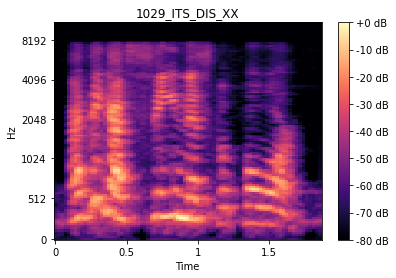 1029_ITS_DIS_XX
+0 dB
8192
-10 dB
4096
-20 dB
-30 dB
2048
Hz
-40 dB
1024
-50 dB
512
-60 dB
-70 dB
0
-80 dB
0
0.5
1
1.5
Time